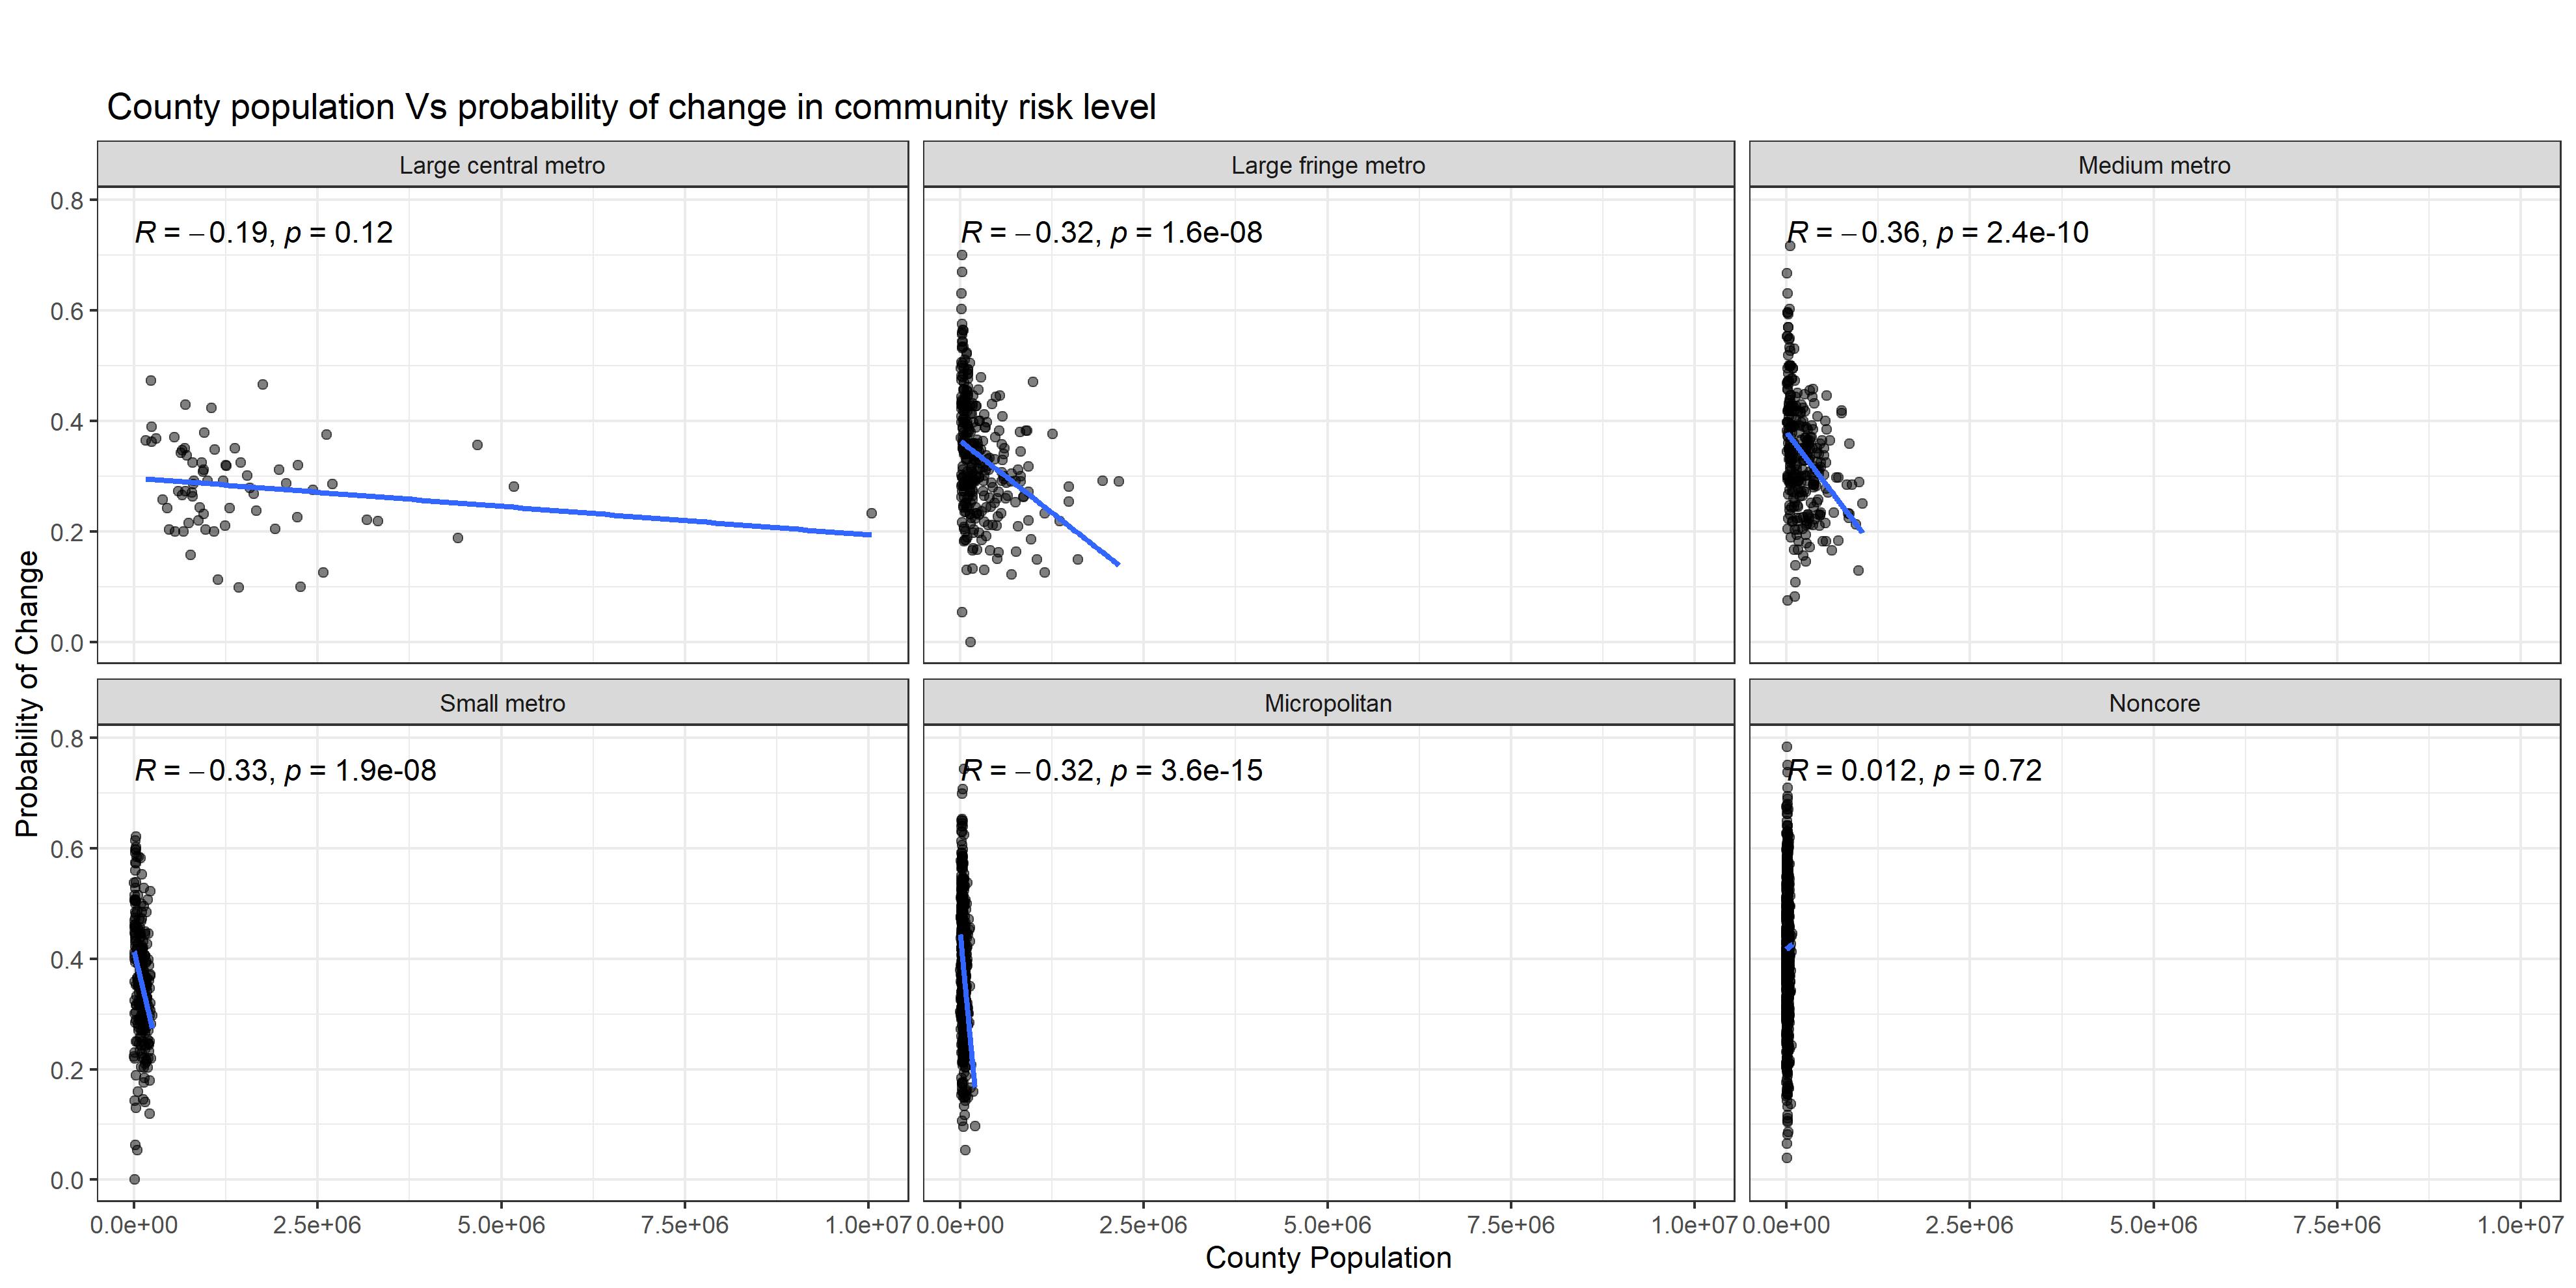 County population Vs probability of change in community risk level
Large central metro
Large fringe metro
Medium metro
R = −0.19, p = 0.12
R = −0.32, p = 1.6e-08
R = −0.36, p = 2.4e-10
0.8
0.6
0.4
0.2
0.0
Probability of Change
Small metro
Micropolitan
Noncore
R = −0.33, p = 1.9e-08
R = −0.32, p = 3.6e-15
R = 0.012, p = 0.72
0.8
0.6
0.4
0.2
0.0
0.0e+00 2.5e+06 5.0e+06 7.5e+06 1.0e+07
0.0e+00 2.5e+06 5.0e+06 7.5e+06 1.0e+07
0.0e+00 2.5e+06 5.0e+06 7.5e+06 1.0e+07
County Population